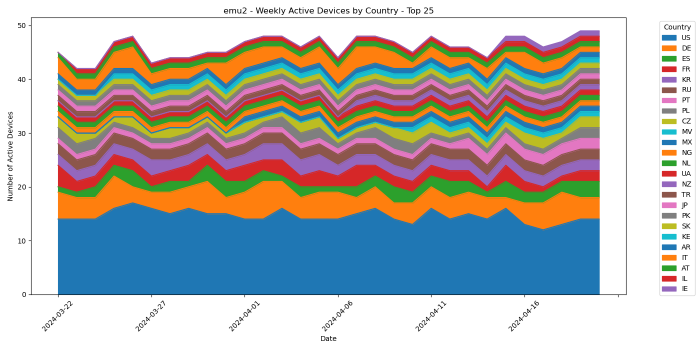 emu2 - Weekly Active Devices by Country - Top 25
Number of Active Devices
50
40
30
20
10
0
2024-03-22
2024-03-27
2024-04-01
2024-04-06
2024-04-11
2024-04-16
Date
Country
US
DE
ES
FR
KR
RU
PT
PL
CZ
MV
MX
NG
NL
UA
NZ
TR
JP
PK
SK
KE
AR
IT
AT
IL
IE